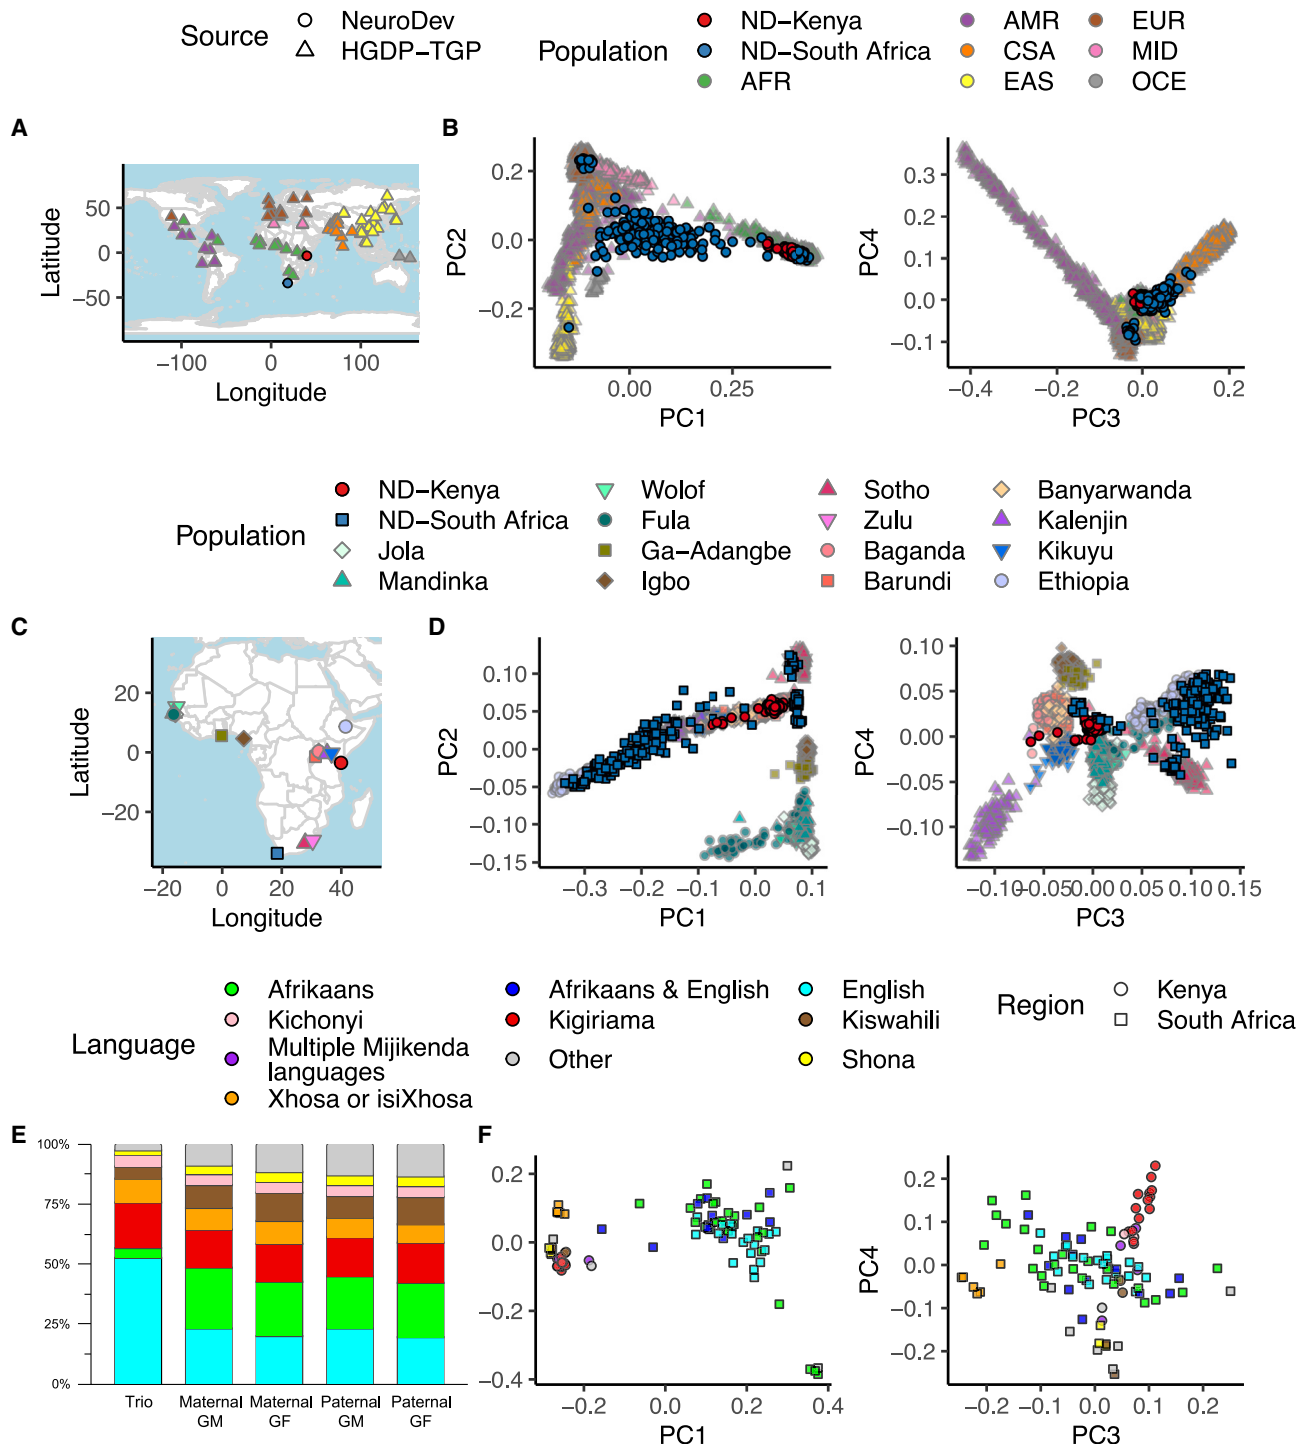 Source
NeuroDev
HGDP−TGP
Population
ND−Kenya
ND−South Africa
AFR
AMR
CSA
EAS
EUR
MID
OCE
A
50
0
−50
Latitude
−100
0
100
Longitude
B
0.2
0.0
−0.2
PC2
0.00
0.25
PC1
0.3
0.2
0.1
0.0
−0.1
PC4
−0.4
−0.2
0.0
0.2
PC3
Population
ND−Kenya
ND−South Africa
Jola
Mandinka
Wolof
Fula
Ga−Adangbe
Igbo
Sotho
Zulu
Baganda
Barundi
Banyarwanda
Kalenjin
Kikuyu
Ethiopia
C
20
0
−20
Latitude
−20
0
20
40
Longitude
D
0.10
0.05
0.00
−0.05
−0.10
−0.15
PC2
−0.3
−0.2
−0.1
0.0
0.1
PC1
0.10
0.05
0.00
−0.05
−0.10
PC4
−0.10
−0.05
0.00
0.05
0.10
0.15
PC3
Language
Afrikaans
Kichonyi
Multiple Mijikenda
languages
Xhosa or isiXhosa
Afrikaans & English
Kigiriama
Other
English
Kiswahili
Shona
Region
Kenya
South Africa
E
100%
75%
50%
25%
0%
Trio
Maternal
GM
Maternal
GF
Paternal
GM
Paternal
GF
F
0.2
0.0
−0.2
−0.4
−0.2
0.0
0.2
0.4
PC1
0.2
0.1
0.0
−0.1
−0.2
PC4
−0.2
−0.1
0.0
0.1
0.2
PC3